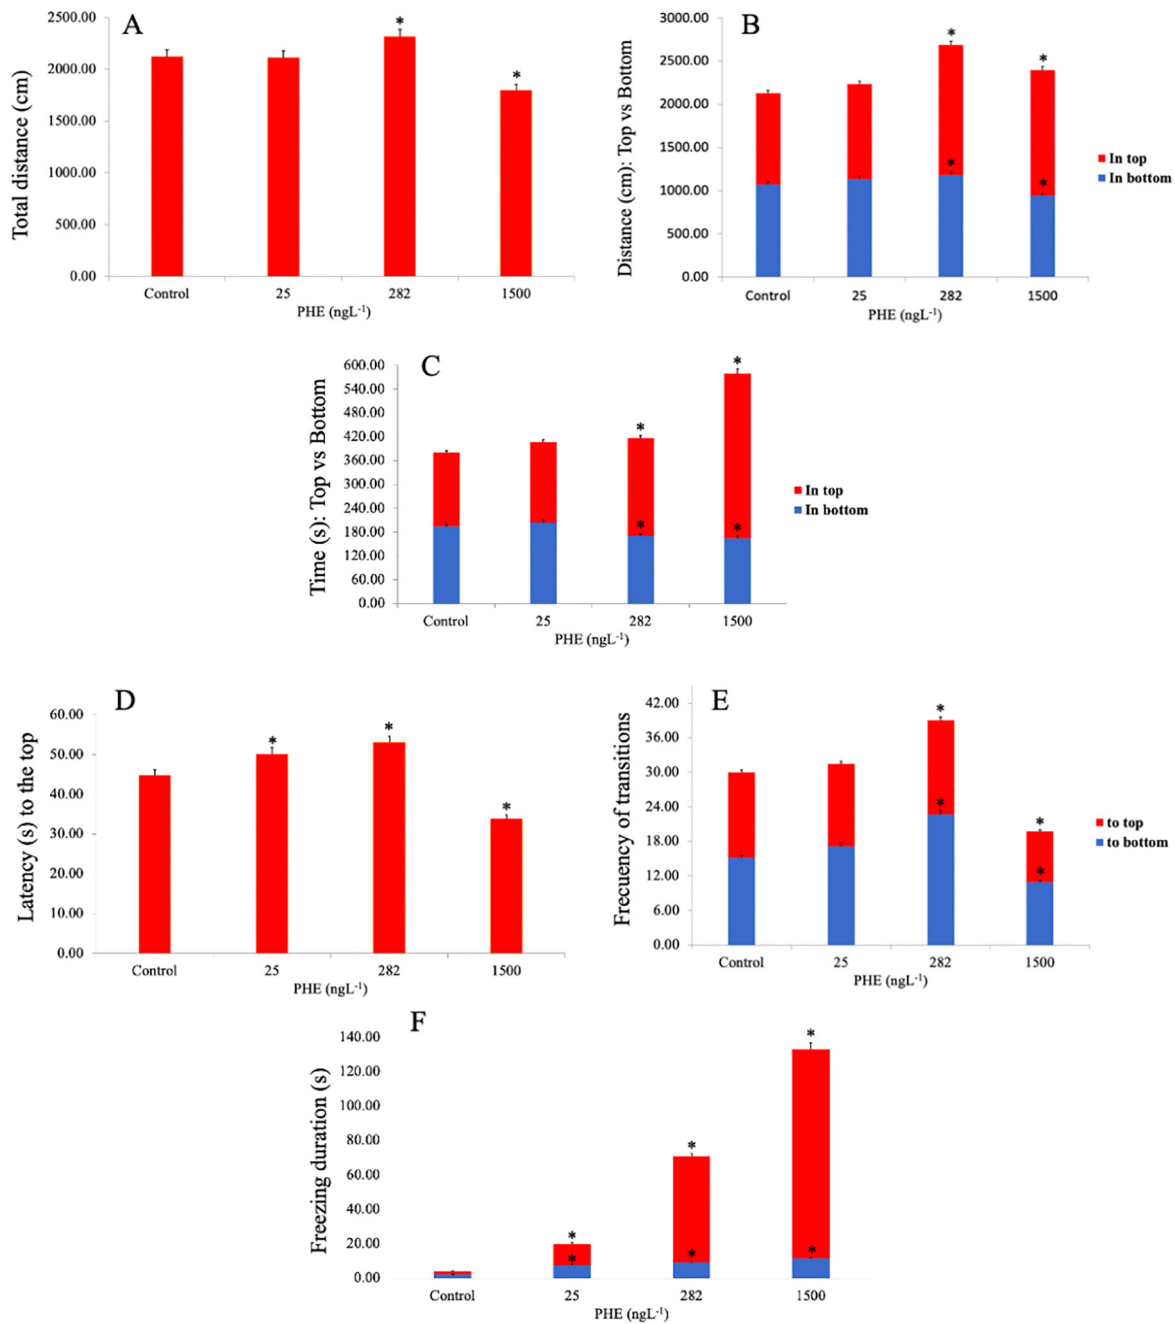 A
Total distance (cm)
2500.00
2000.00
1500.00
1000.00
500.00
0.00
*
*
Control
25
282
1500
PHE (ngL⁻¹)
B
Distance (cm): Top vs Bottom
3000.00
2500.00
2000.00
1500.00
1000.00
500.00
0.00
*
*
*
*
In top
In bottom
Control
25
282
1500
PHE (ngL⁻¹)
C
Time (s): Top vs Bottom
600.00
540.00
480.00
420.00
360.00
300.00
240.00
180.00
120.00
60.00
0.00
*
*
*
*
In top
In bottom
Control
25
282
1500
PHE (ngL⁻¹)
D
Latency (s) to the top
60.00
50.00
40.00
30.00
20.00
10.00
0.00
*
*
*
Control
25
282
1500
PHE (ngL⁻¹)
E
Frecuency of transitions
42.00
36.00
30.00
24.00
18.00
12.00
6.00
0.00
*
*
*
*
to top
to bottom
Control
25
282
1500
PHE (ngL⁻¹)
F
Freezing duration (s)
140.00
120.00
100.00
80.00
60.00
40.00
20.00
0.00
*
*
*
*
*
*
Control
25
282
1500
PHE (ngL⁻¹)